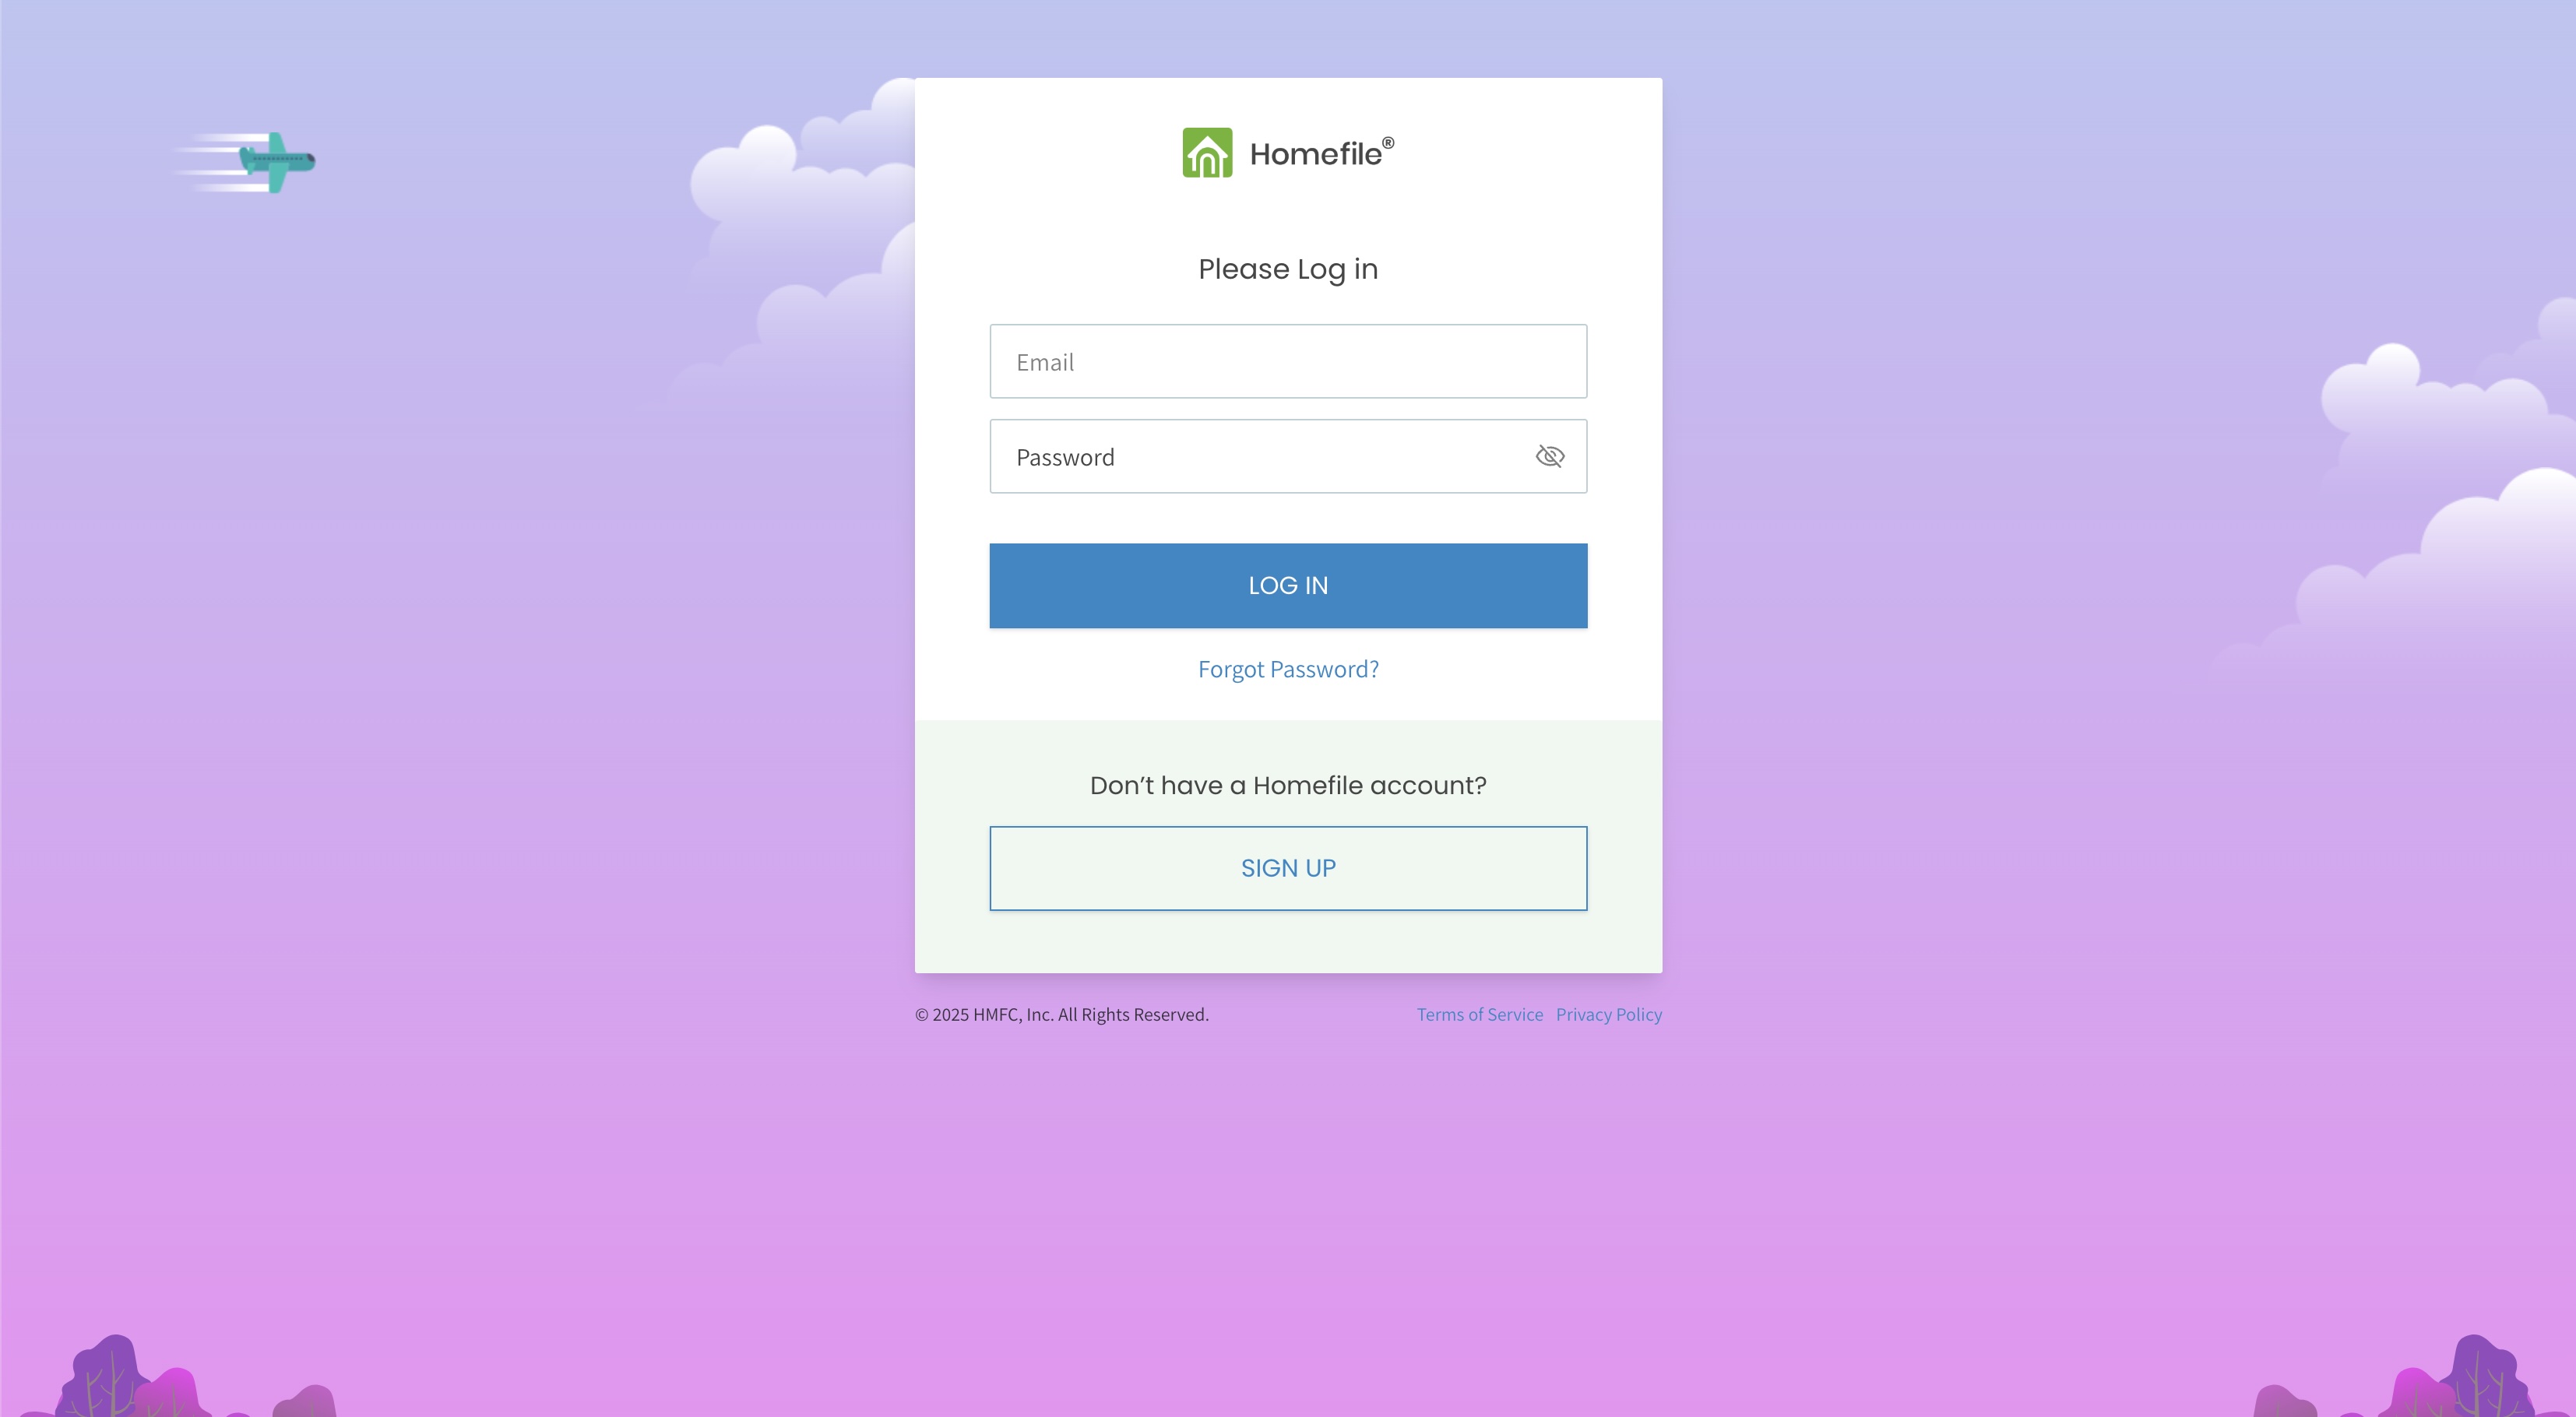 Homefile®
Please Log in
Email
Password
LOG IN
Forgot Password?
Don’t have a Homefile account?
SIGN UP
© 2025 HMFC, Inc. All Rights Reserved.
Terms of Service Privacy Policy